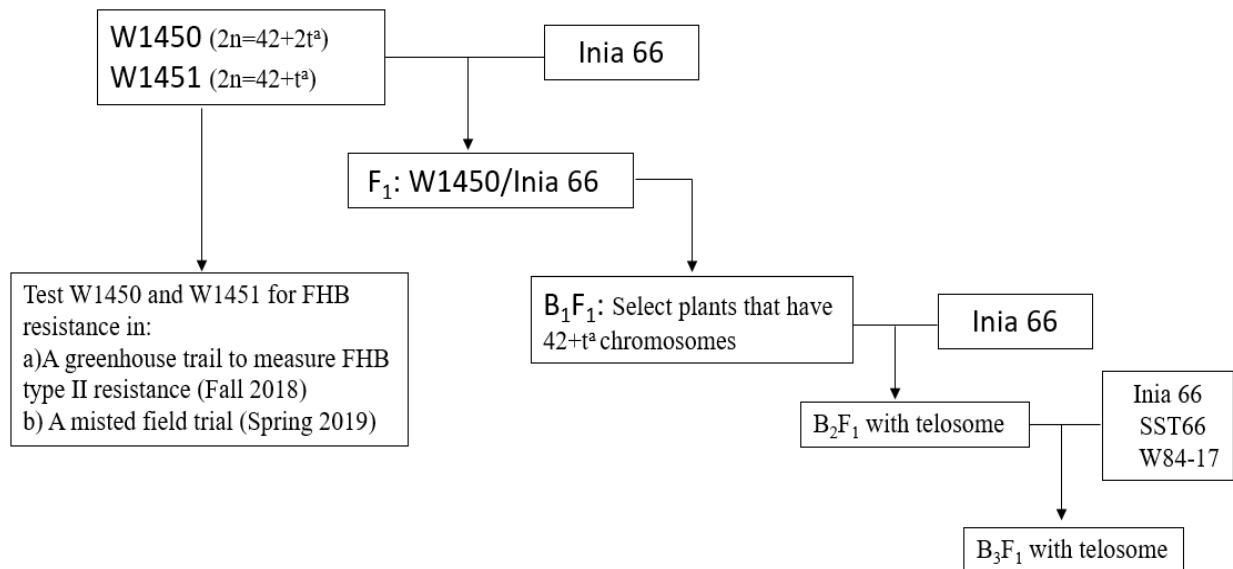 W1450 (2n=42+2tᵃ)
W1451 (2n=42+tᵃ)
Inia 66
F₁: W1450/Inia 66
Test W1450 and W1451 for FHB
resistance in:
a)A greenhouse trail to measure FHB
type II resistance (Fall 2018)
b) A misted field trial (Spring 2019)
B₁F₁: Select plants that have
42+tᵃ chromosomes
Inia 66
B₂F₁ with telosome
Inia 66
SST66
W84-17
B₃F₁ with telosome